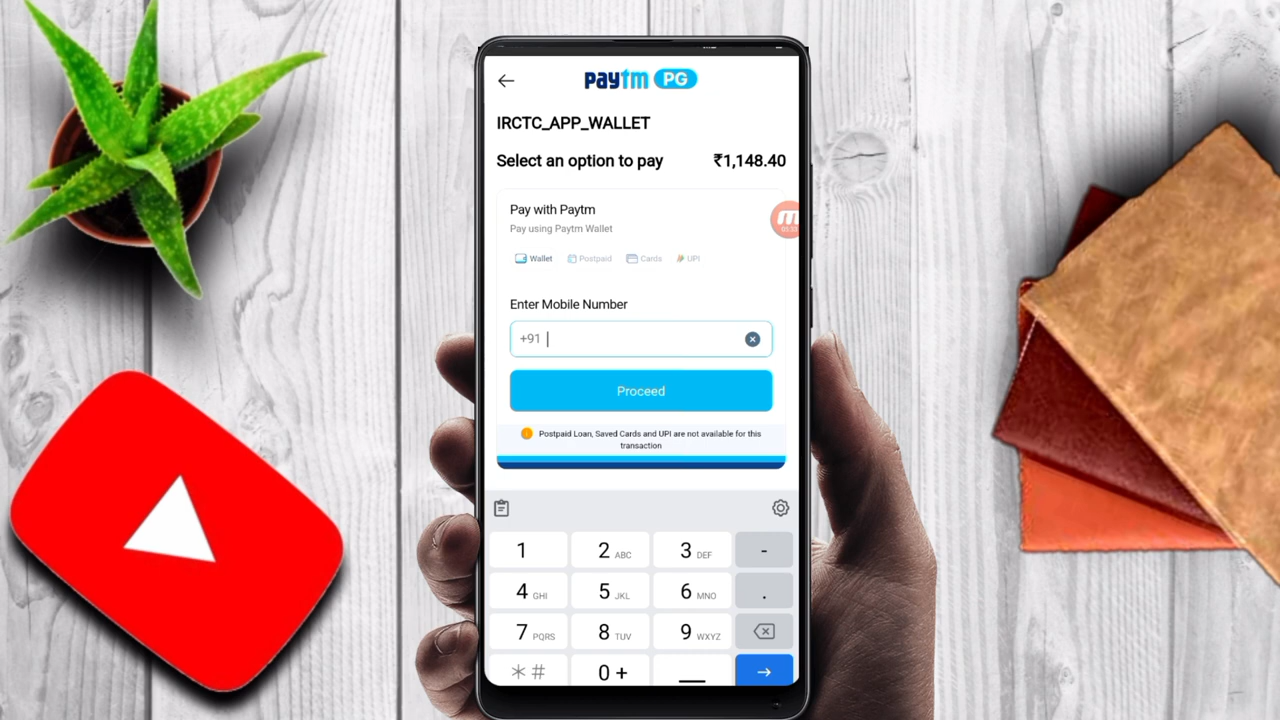 paytm PG
IRCTC_APP_WALLET
Select an option to pay ₹1,148.40
Pay with Paytm
Pay using Paytm Wallet
Wallet Postpaid Cards UPI
Enter Mobile Number
+91
Proceed
Postpaid Loan, Saved Cards and UPI are not available for this
transaction
1 2 ABC 3 DEF -
4 GHI 5 JKL 6 MNO .
7 PQRS 8 TUV 9 WXYZ
*# 0 +